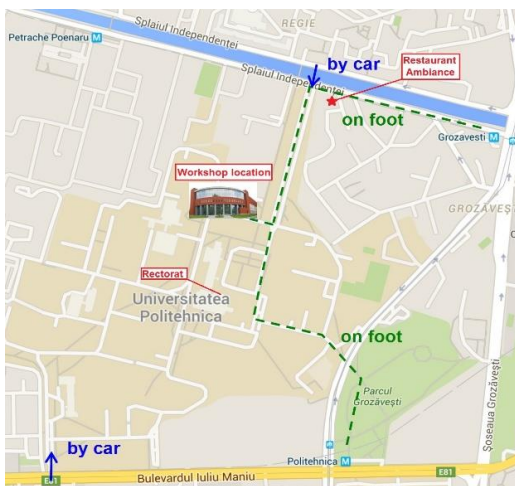 REGIE
Splaiul Independenței
Petrache Poenaru M
by car
Restaurant
Ambiance
Splaiul Independenței
on foot
Grozavesti M
Workshop location
GROZĂVEȘ
Rectorat
Universitatea
Politehnica
on foot
Parcul
Grozăvești
Șoseaua Grozăvești
by car
Politehnica M
E81
E81
Bulevardul Iuliu Maniu